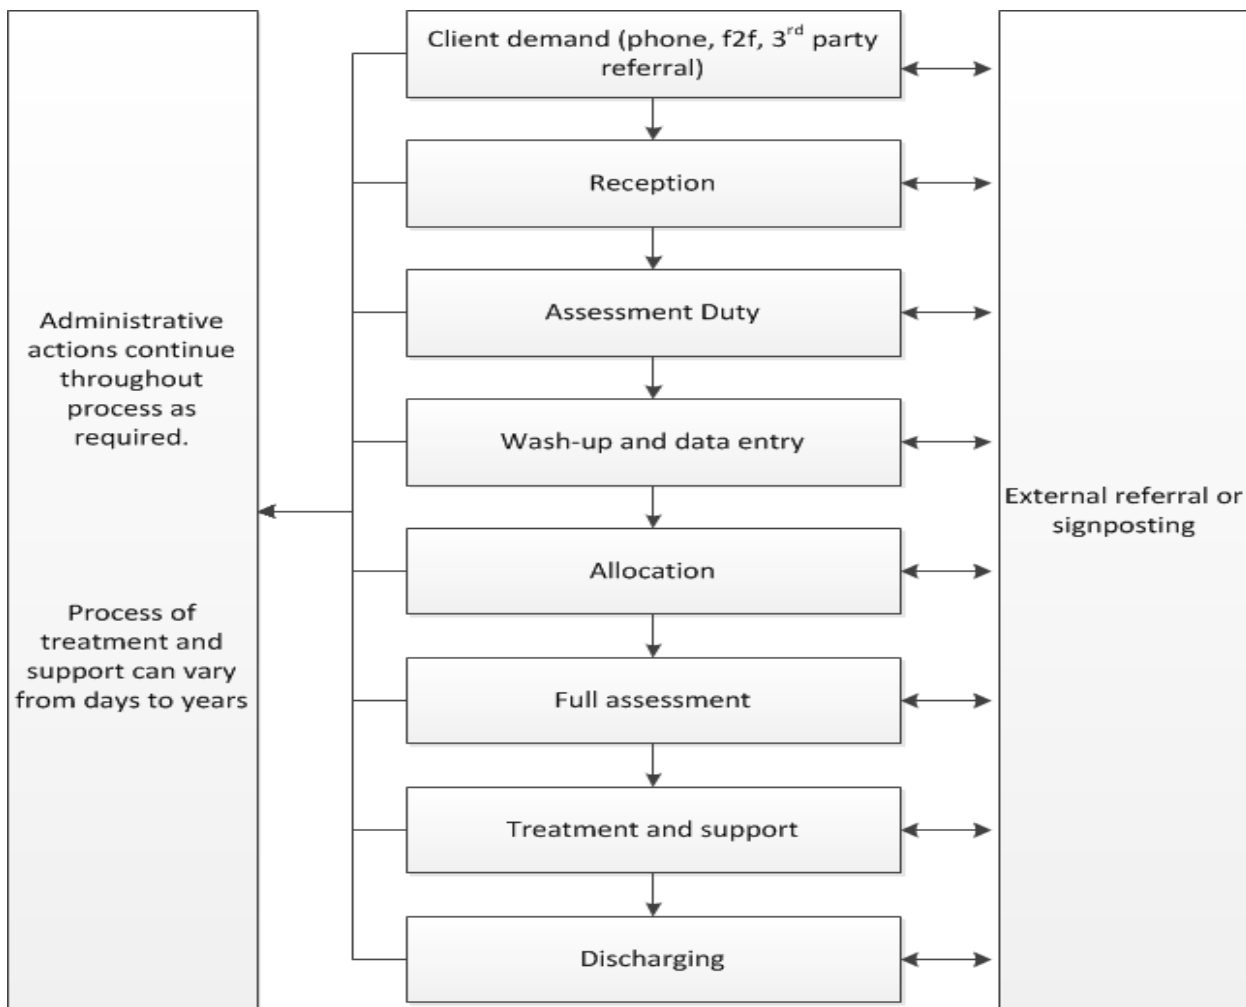 Client demand (phone, f2f, 3rd party
referral)
Reception
Assessment Duty
Wash-up and data entry
Allocation
Full assessment
Treatment and support
Discharging
Administrative
actions continue
throughout
process as
required.
Process of
treatment and
support can vary
from days to years
External referral or
signposting